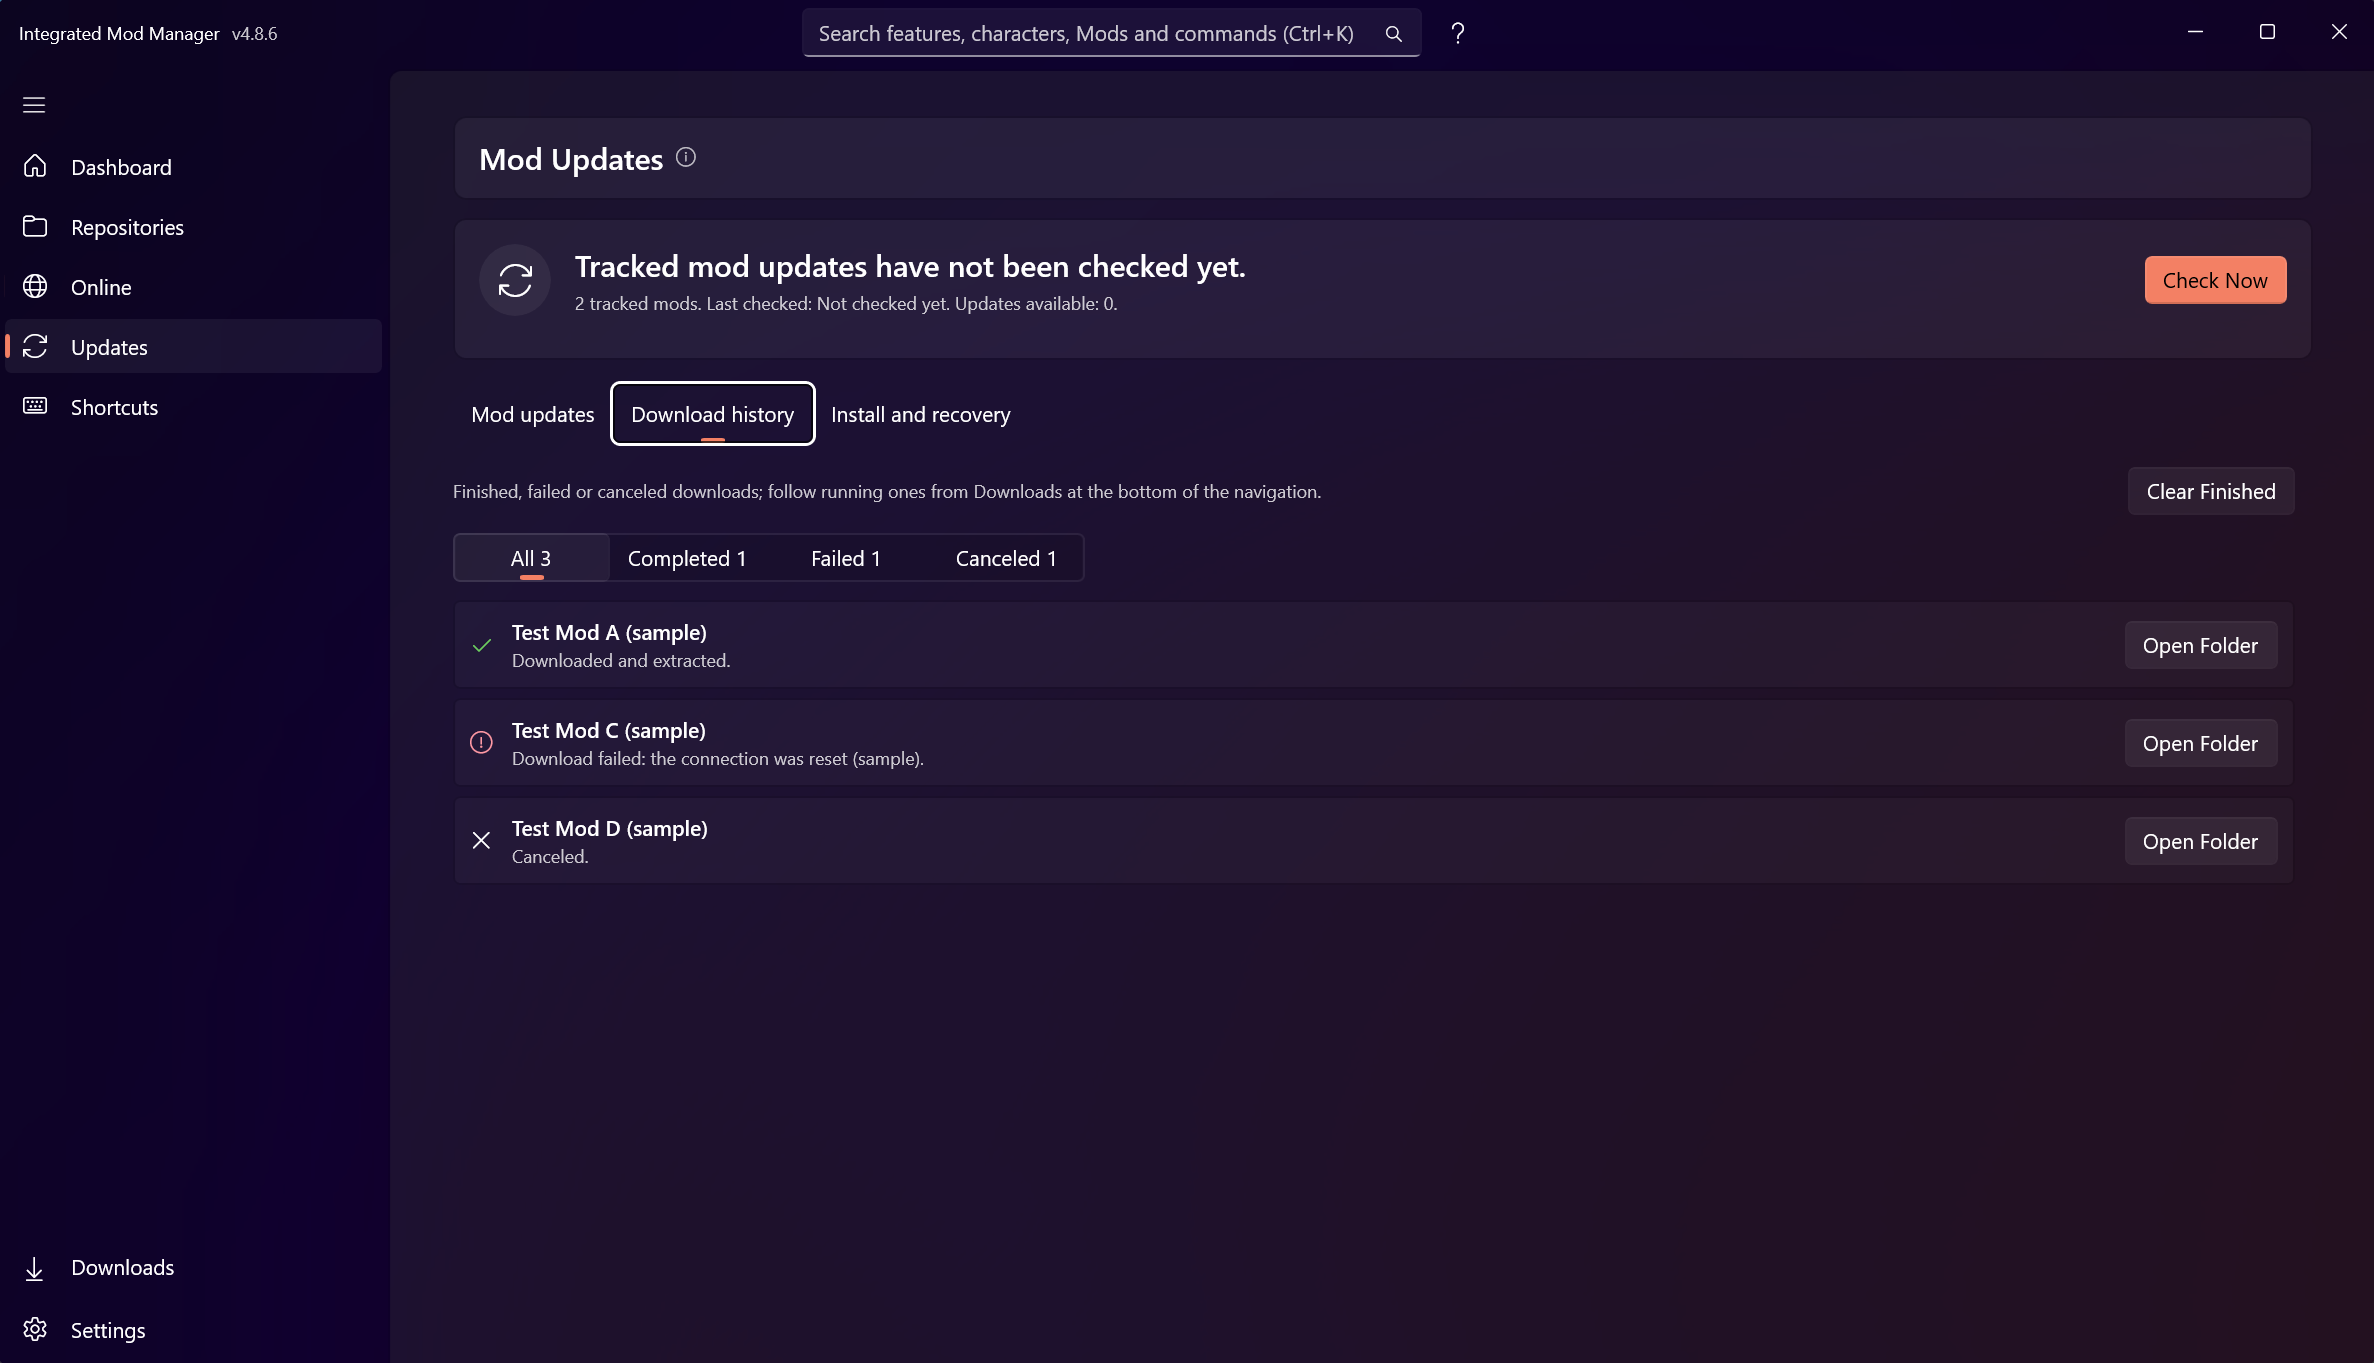 Integrated Mod Manager v4.8.6
Search features, characters, Mods and commands (Ctrl+K)
Dashboard
Repositories
Online
Updates
Shortcuts
Mod Updates
Tracked mod updates have not been checked yet.
2 tracked mods. Last checked: Not checked yet. Updates available: 0.
Check Now
Mod updates Download history Install and recovery
Finished, failed or canceled downloads; follow running ones from Downloads at the bottom of the navigation.
Clear Finished
All 3 Completed 1 Failed 1 Canceled 1
Test Mod A (sample)
Downloaded and extracted.
Open Folder
Test Mod C (sample)
Download failed: the connection was reset (sample).
Open Folder
Test Mod D (sample)
Canceled.
Open Folder
Downloads
Settings